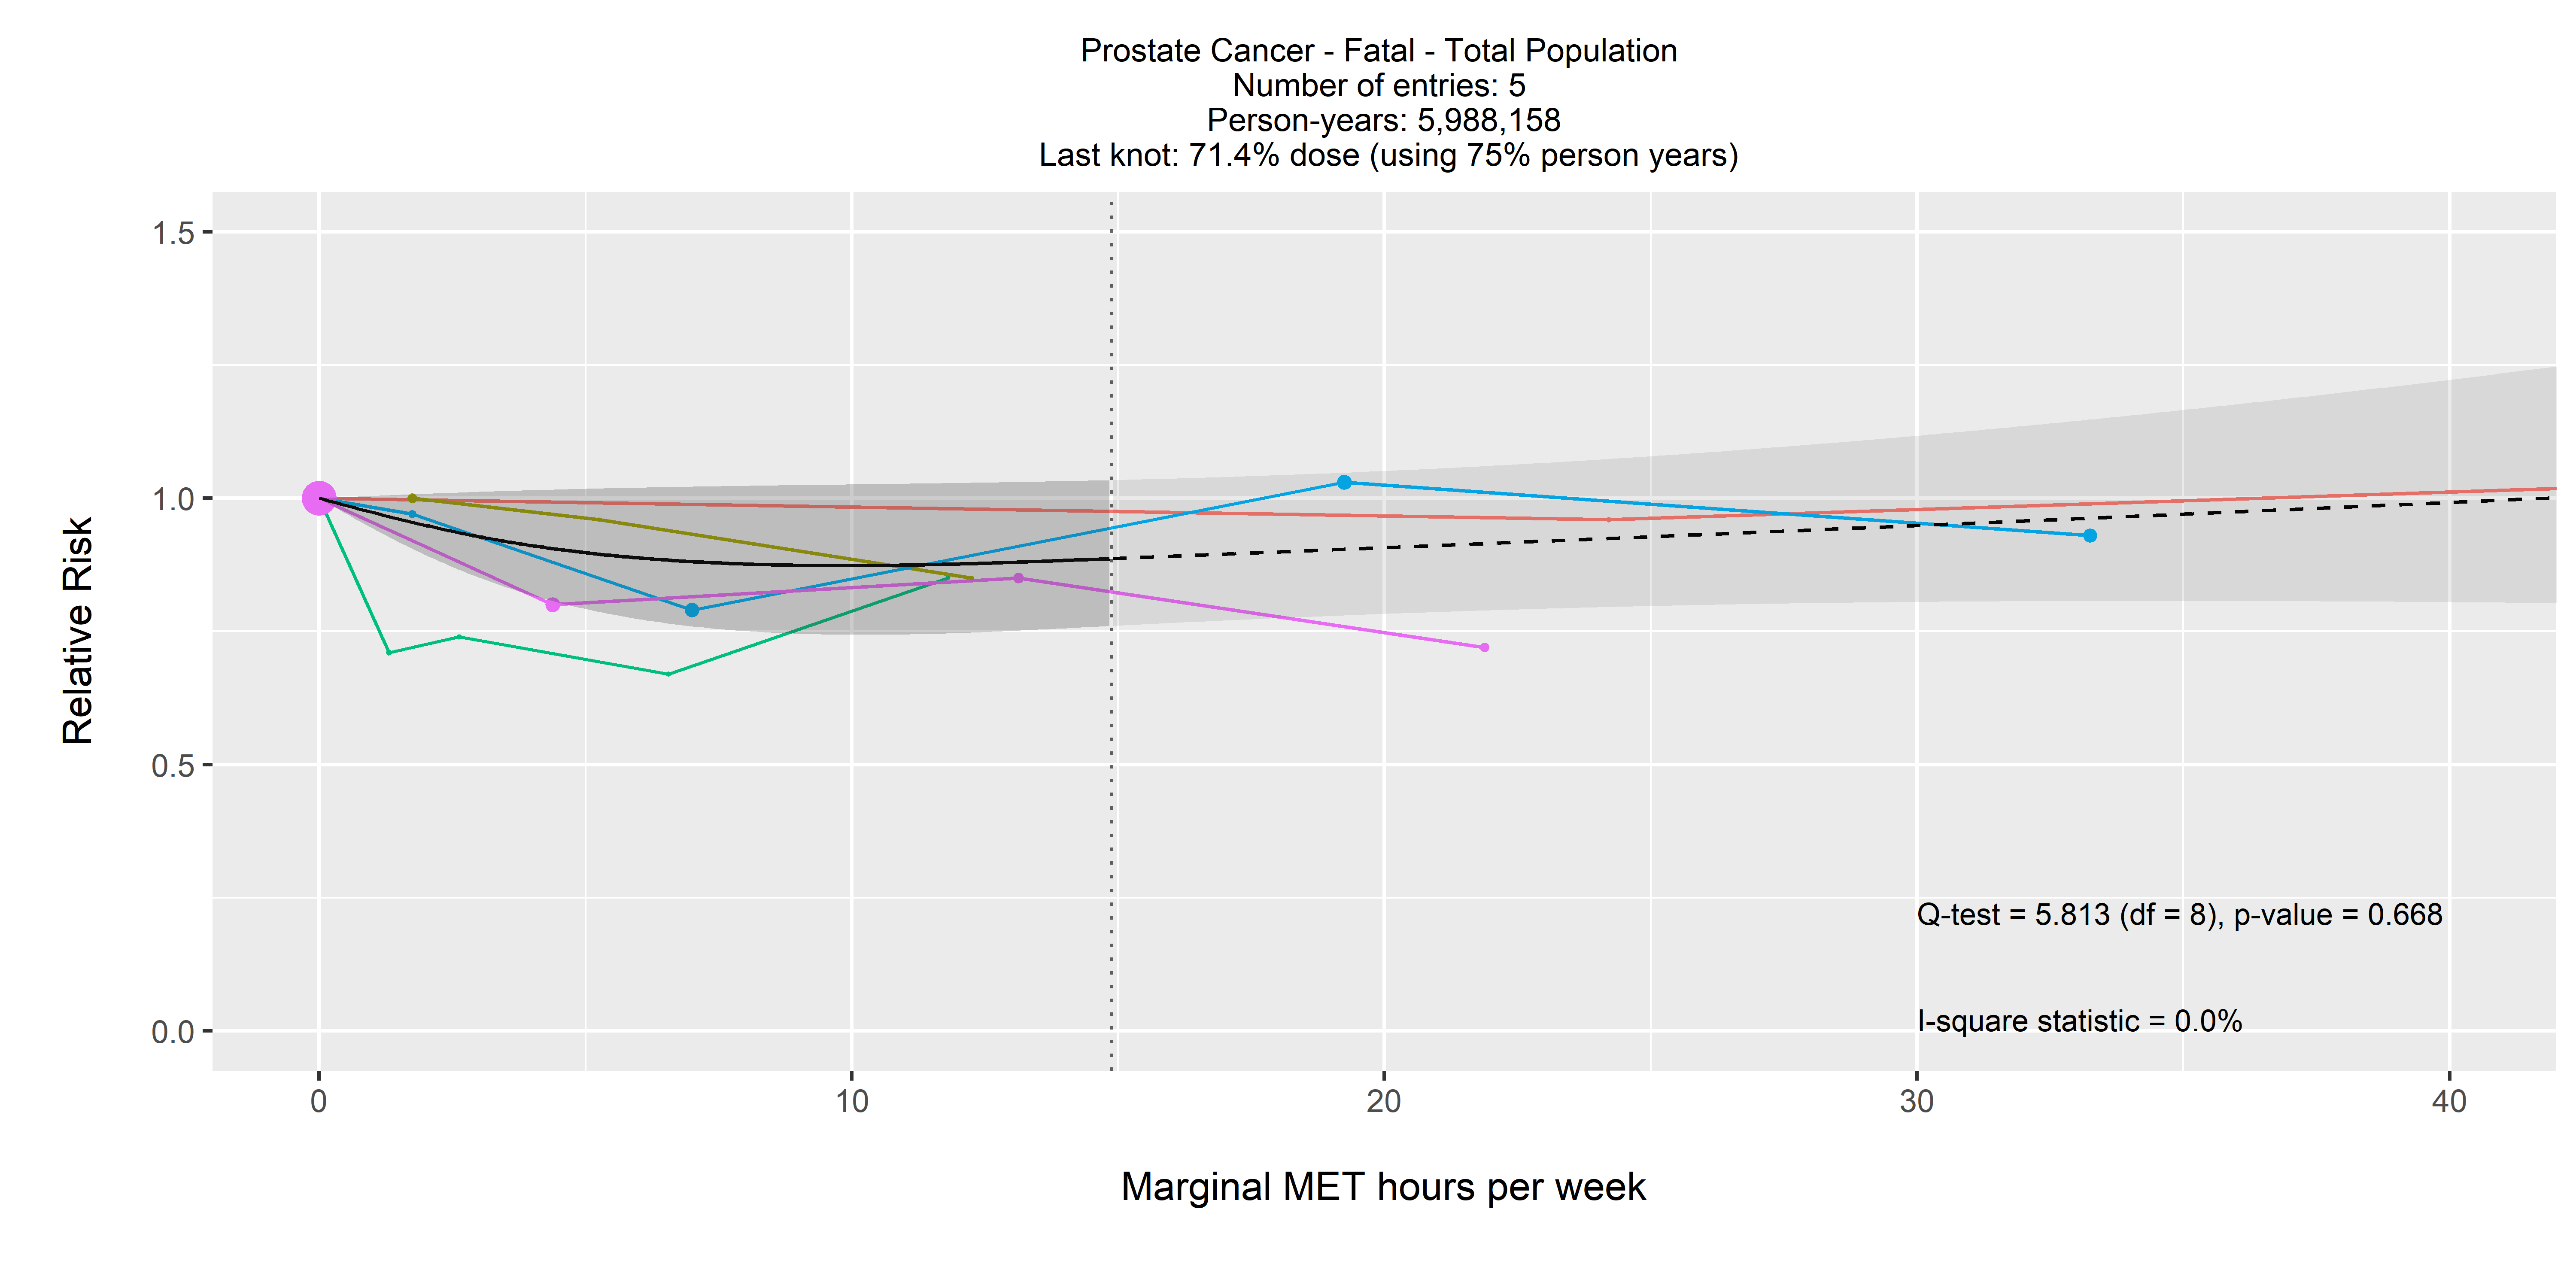 Prostate Cancer - Fatal - Total Population
Number of entries: 5
Person-years: 5,988,158
Last knot: 71.4% dose (using 75% person years)
1.5
1.0
0.5
0.0
Relative Risk
Q-test = 5.813 (df = 8), p-value = 0.668
I-square statistic = 0.0%
0 10 20 30 40
Marginal MET hours per week